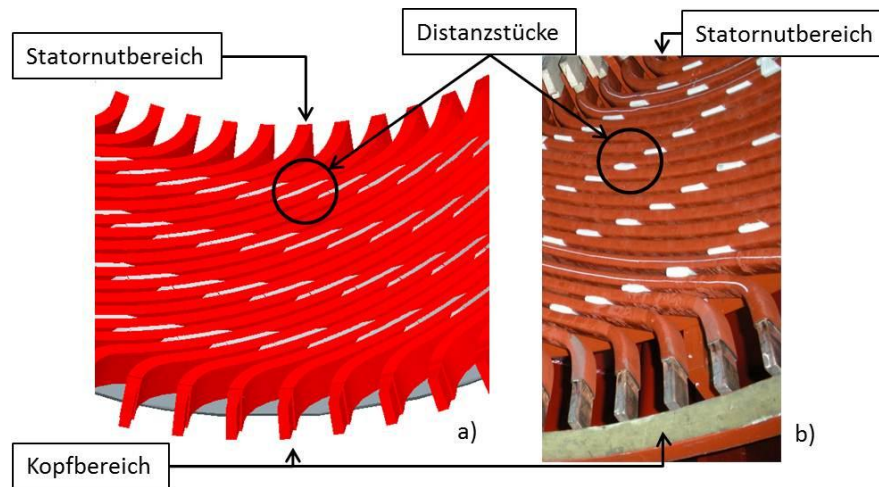 Statornutbereich
Distanzstücke
Statornutbereich
a)
b)
Kopfbereich